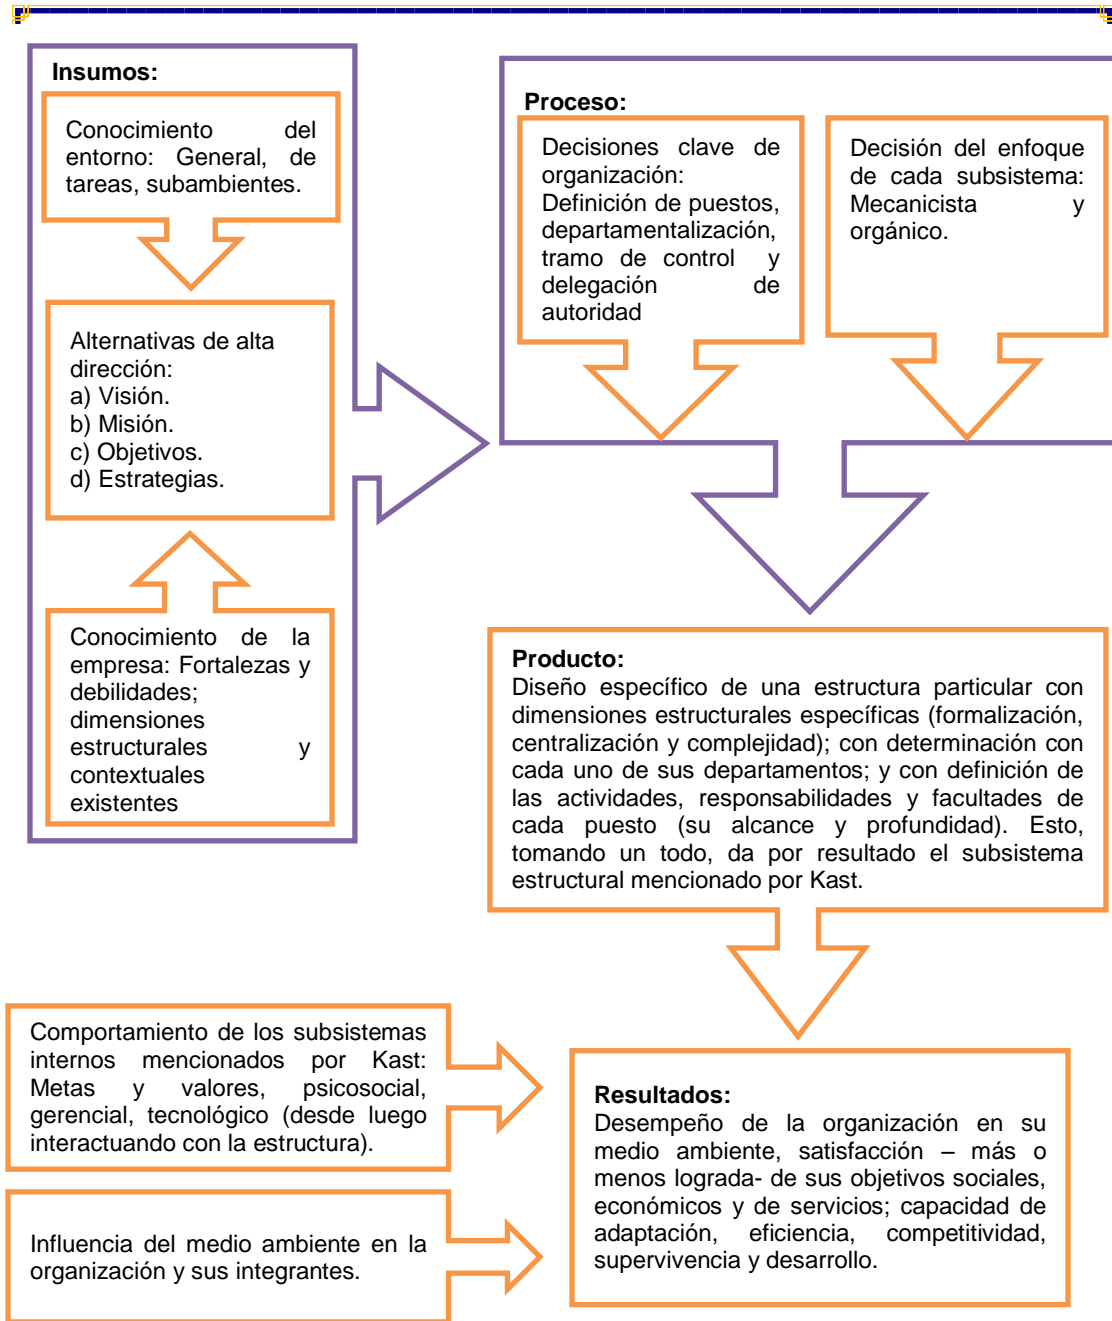 Insumos:
Conocimiento del
entorno: General, de
tareas, subambientes.
Alternativas de alta
dirección:
a) Visión.
b) Misión.
c) Objetivos.
d) Estrategias.
Conocimiento de la
empresa: Fortalezas y
debilidades;
dimensiones
estructurales y
contextuales
existentes
Proceso:
Decisiones clave de
organización:
Definición de puestos,
departamentalización,
tramo de control y
delegación de
autoridad
Decisión del enfoque
de cada subsistema:
Mecanicista y
orgánico.
Producto:
Diseño específico de una estructura particular con
dimensiones estructurales específicas (formalización,
centralización y complejidad); con determinación con
cada uno de sus departamentos; y con definición de
las actividades, responsabilidades y facultades de
cada puesto (su alcance y profundidad). Esto,
tomando un todo, da por resultado el subsistema
estructural mencionado por Kast.
Comportamiento de los subsistemas
internos mencionados por Kast:
Metas y valores, psicosocial,
gerencial, tecnológico (desde luego
interactuando con la estructura).
Influencia del medio ambiente en la
organización y sus integrantes.
Resultados:
Desempeño de la organización en su
medio ambiente, satisfacción – más o
menos lograda- de sus objetivos sociales,
económicos y de servicios; capacidad de
adaptación, eficiencia, competitividad,
supervivencia y desarrollo.